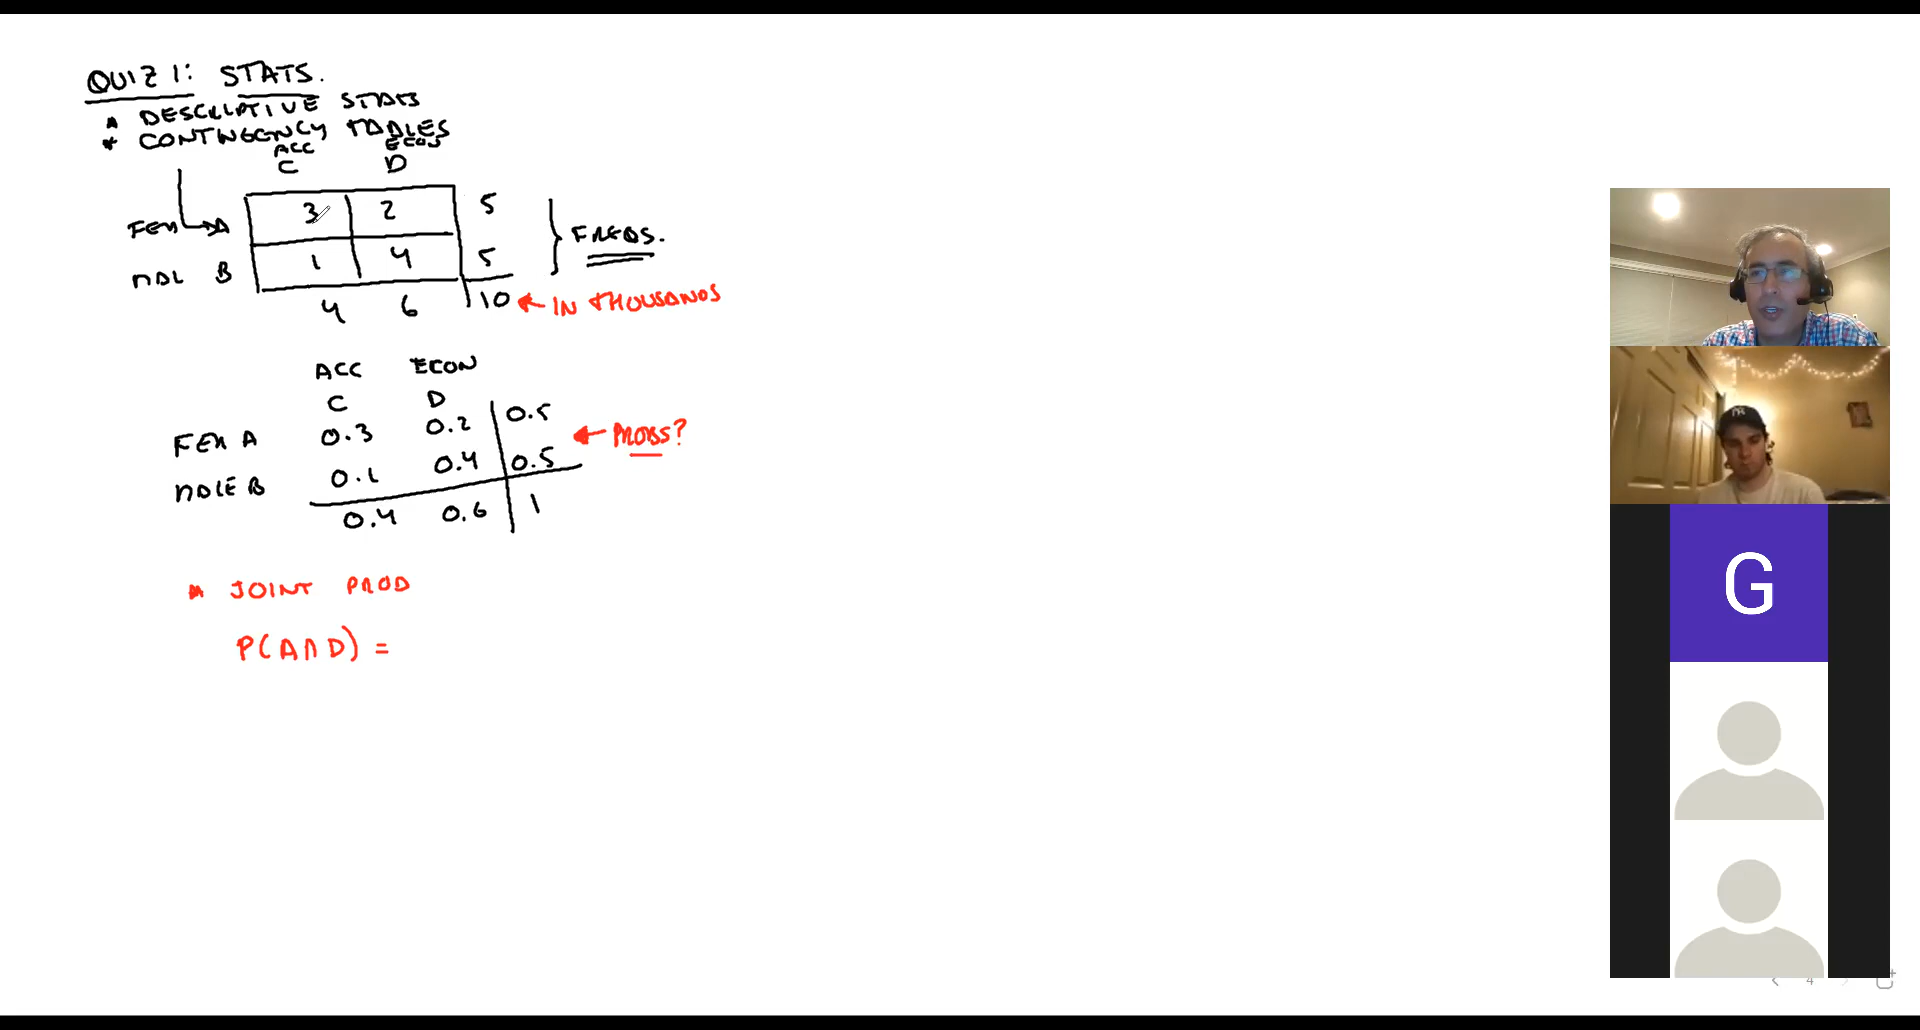 QUIZ 1: STATS.
* DESCRIPTIVE STATS
* CONTINGENCY TABLES
ACC ECON
C D
FEM A 3 2 5
MAL B 1 4 5
4 6 10
} FREQS.
← IN THOUSANDS
ACC ECON
C D
FEM A 0.3 0.2 0.5
MALE B 0.1 0.4 0.5
0.4 0.6 1
← PROBS?
* JOINT PROB
P(A∩D) =
G
4